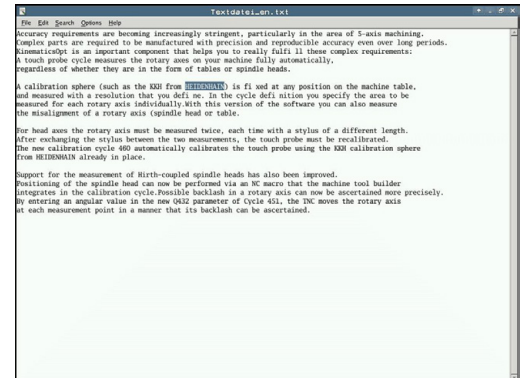 Textdatei_en.txt
File Edit Search Options Help
Accuracy requirements are becoming increasingly stringent, particularly in the area of 5-axis machining.
Complex parts are required to be manufactured with precision and reproducible accuracy even over long periods.
KinematicsOpt is an important component that helps you to really fulfi ll these complex requirements:
A touch probe cycle measures the rotary axes on your machine fully automatically,
regardless of whether they are in the form of tables or spindle heads.
A calibration sphere (such as the KKH from HEIDENHAIN) is fi xed at any position on the machine table,
and measured with a resolution that you defi ne. In the cycle defi nition you specify the area to be
measured for each rotary axis individually.With this version of the software you can also measure
the misalignment of a rotary axis (spindle head or table.
For head axes the rotary axis must be measured twice, each time with a stylus of a different length.
After exchanging the stylus between the two measurements, the touch probe must be recalibrated.
The new calibration cycle 460 automatically calibrates the touch probe using the KKH calibration sphere
from HEIDENHAIN already in place.
Support for the measurement of Hirth-coupled spindle heads has also been improved.
Positioning of the spindle head can now be performed via an NC macro that the machine tool builder
integrates in the calibration cycle.Possible backlash in a rotary axis can now be ascertained more precisely.
By entering an angular value in the new Q432 parameter of Cycle 451, the TNC moves the rotary axis
at each measurement point in a manner that its backlash can be ascertained.